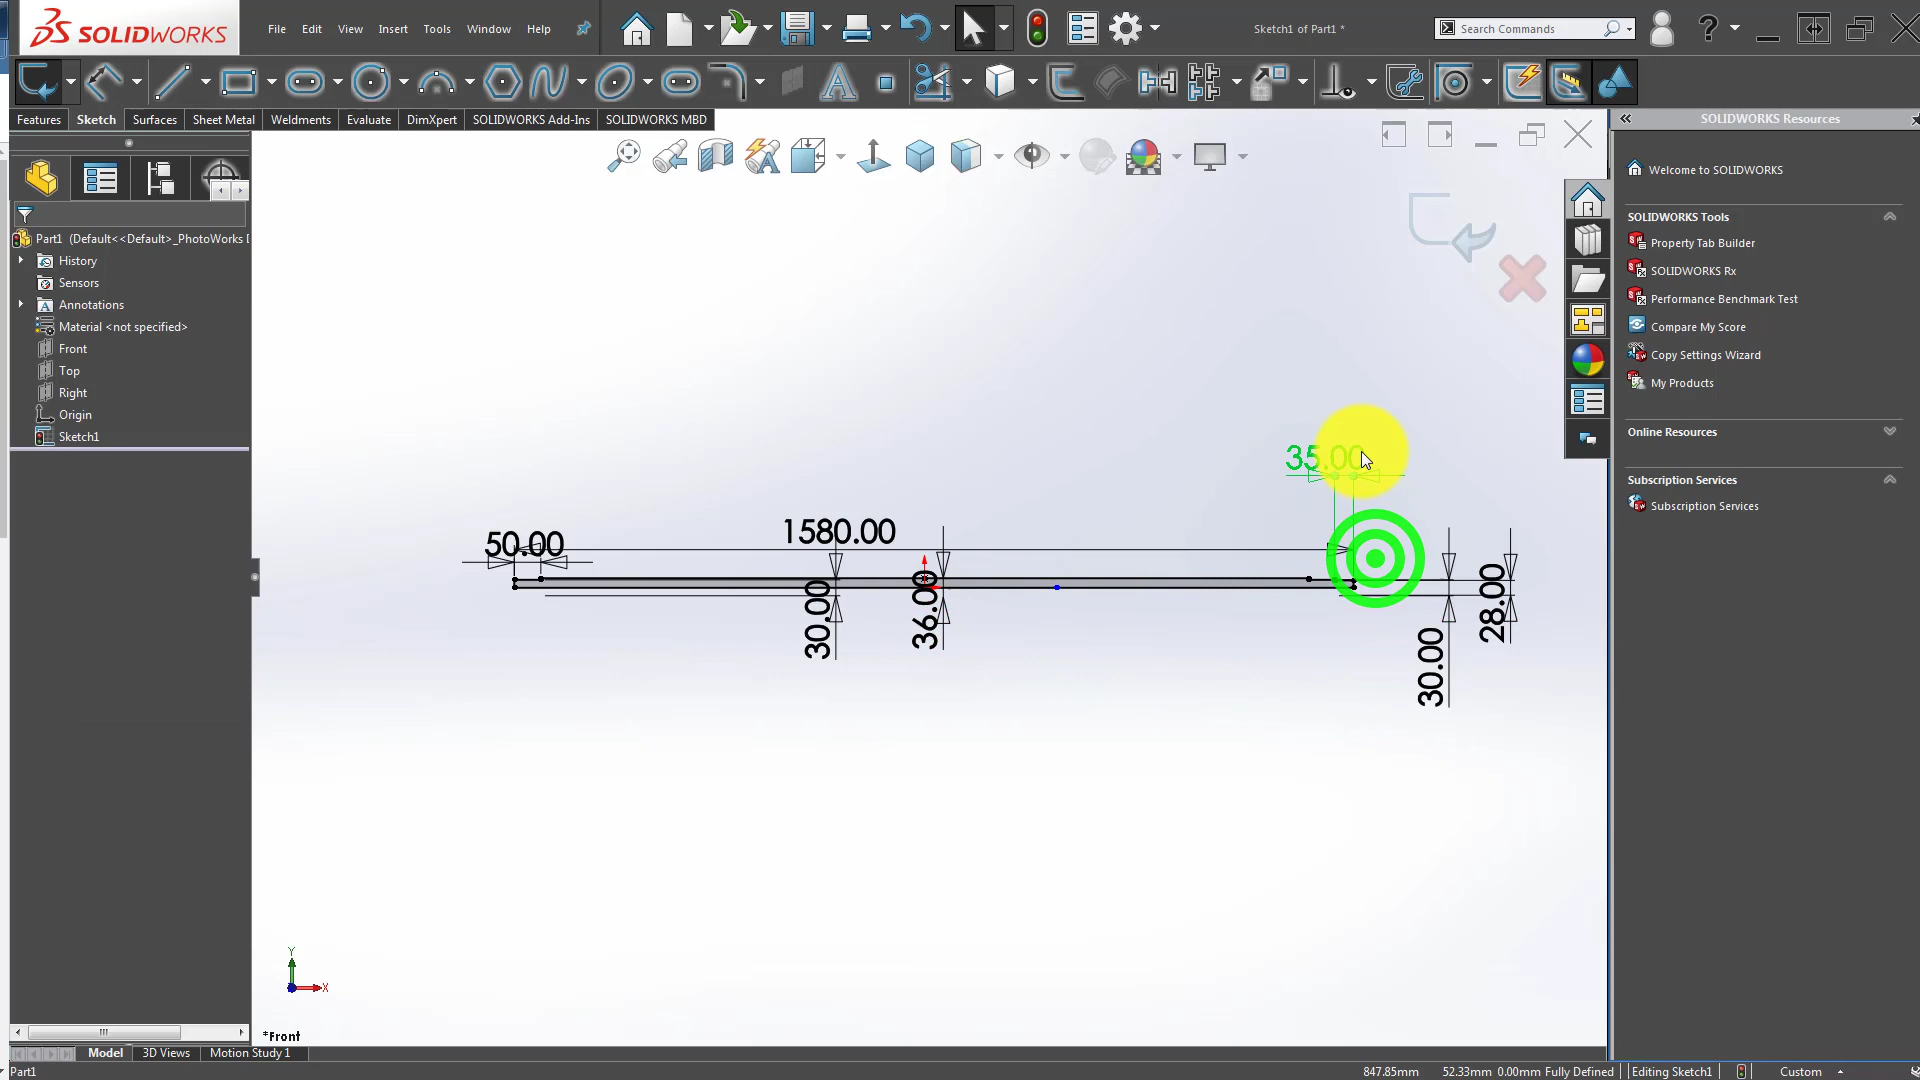 SOLIDWORKS
File Edit View Insert Tools Window Help
Sketch1 of Part1 *
Search Commands
Features Sketch Surfaces Sheet Metal Weldments Evaluate DimXpert SOLIDWORKS Add-Ins SOLIDWORKS MBD
SOLIDWORKS Resources
Welcome to SOLIDWORKS
SOLIDWORKS Tools
Property Tab Builder
SOLIDWORKS Rx
Performance Benchmark Test
Compare My Score
Copy Settings Wizard
My Products
Online Resources
Subscription Services
Subscription Services
Part1 (Default<<Default>_PhotoWorks
History
Sensors
Annotations
Material <not specified>
Front
Top
Right
Origin
Sketch1
35.00
1580.00
50.00
30.00
36.00
28.00
30.00
Y
X
*Front
Model 3D Views Motion Study 1
Part1
847.85mm 52.33mm 0.00mm Fully Defined Editing Sketch1 Custom